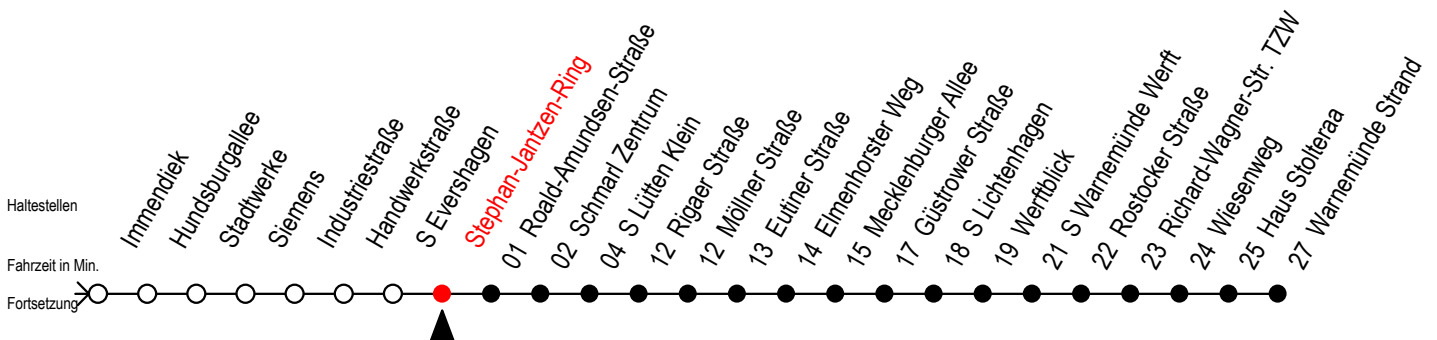 Haltestellen
Fahrzeit in Min.
Fortsetzung
Immendiek
Hundsburgallee
Stadtwerke
Siemens
Industriestraße
Handwerkstraße
S Evershagen
Stephan-Jantzen-Ring
01 Roald-Amundsen-Straße
02 Schmarl Zentrum
04 S Lütten Klein
12 Rigaer Straße
12 Möllner Straße
13 Eutiner Straße
14 Elmenhorster Weg
15 Mecklenburger Allee
17 Güstrower Straße
18 S Lichtenhagen
19 Werftblick
21 S Warnemünde Werft
22 Rostocker Straße
23 Richard-Wagner-Str. TZW
24 Wiesenweg
25 Haus Stolteraa
27 Warnemünde Strand